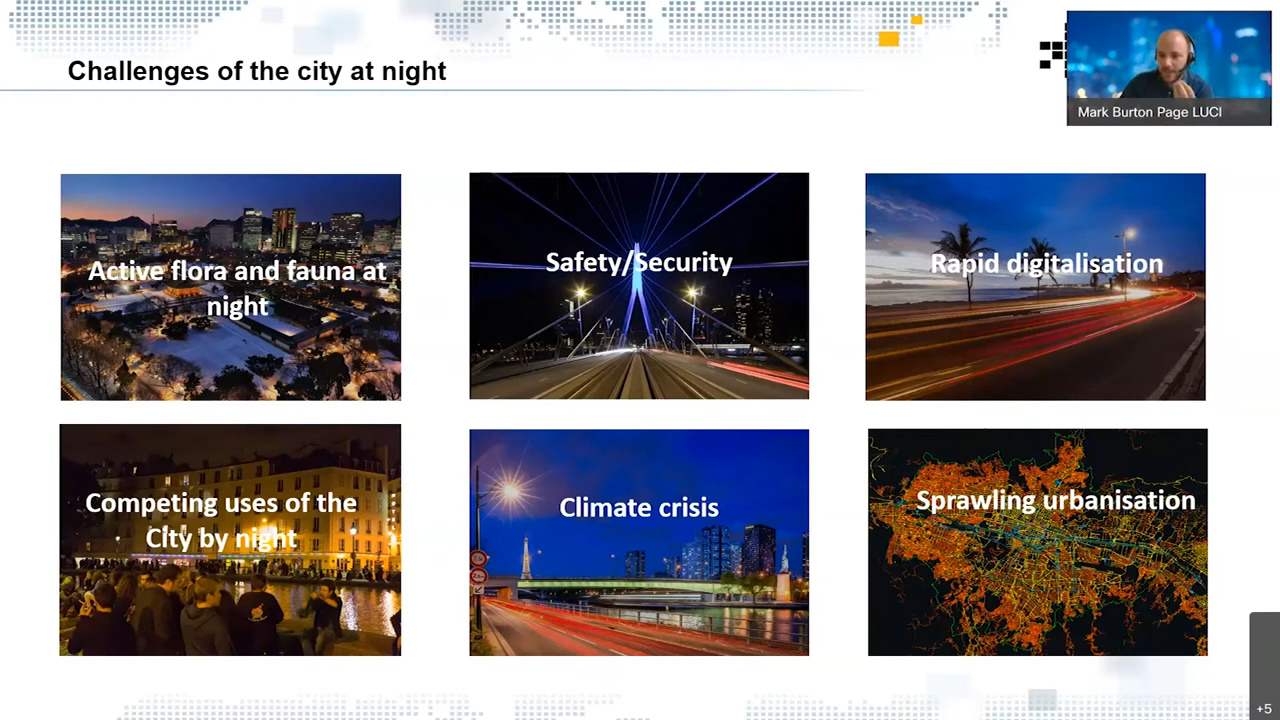 Challenges of the city at night
Mark Burton Page LUCI
Active flora and fauna at
night
Safety/Security
Rapid digitalisation
Competing uses of the
City by night
Climate crisis
Sprawling urbanisation
+5